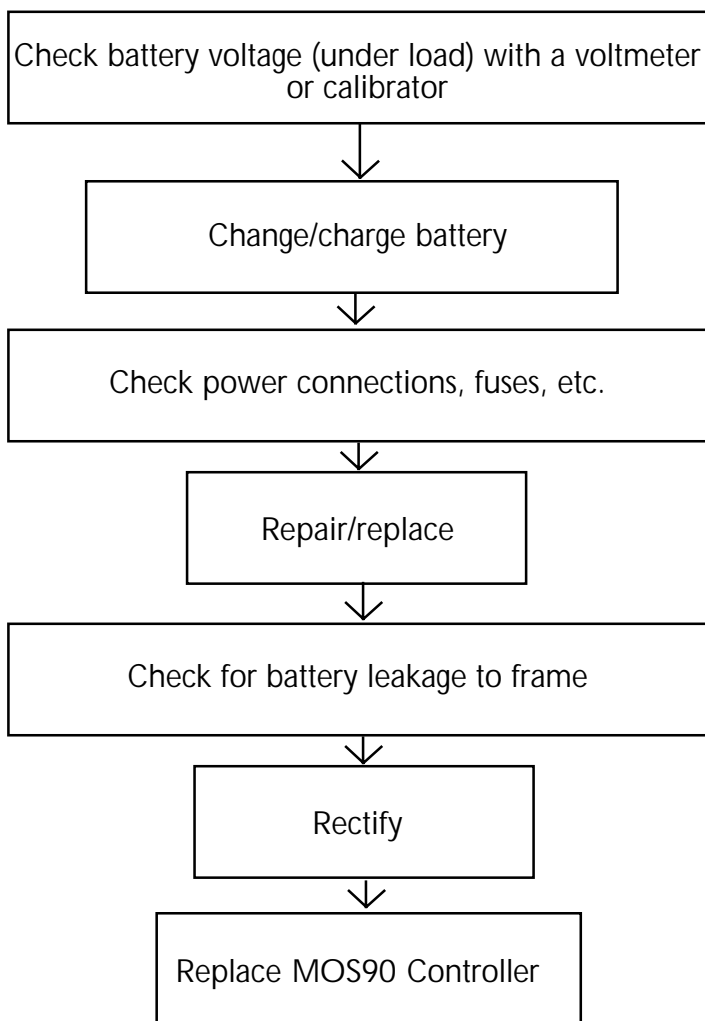 Check battery voltage (under load) with a voltmeter
or calibrator
Change/charge battery
Check power connections, fuses, etc.
Repair/replace
Check for battery leakage to frame
Rectify
Replace MOS90 Controller